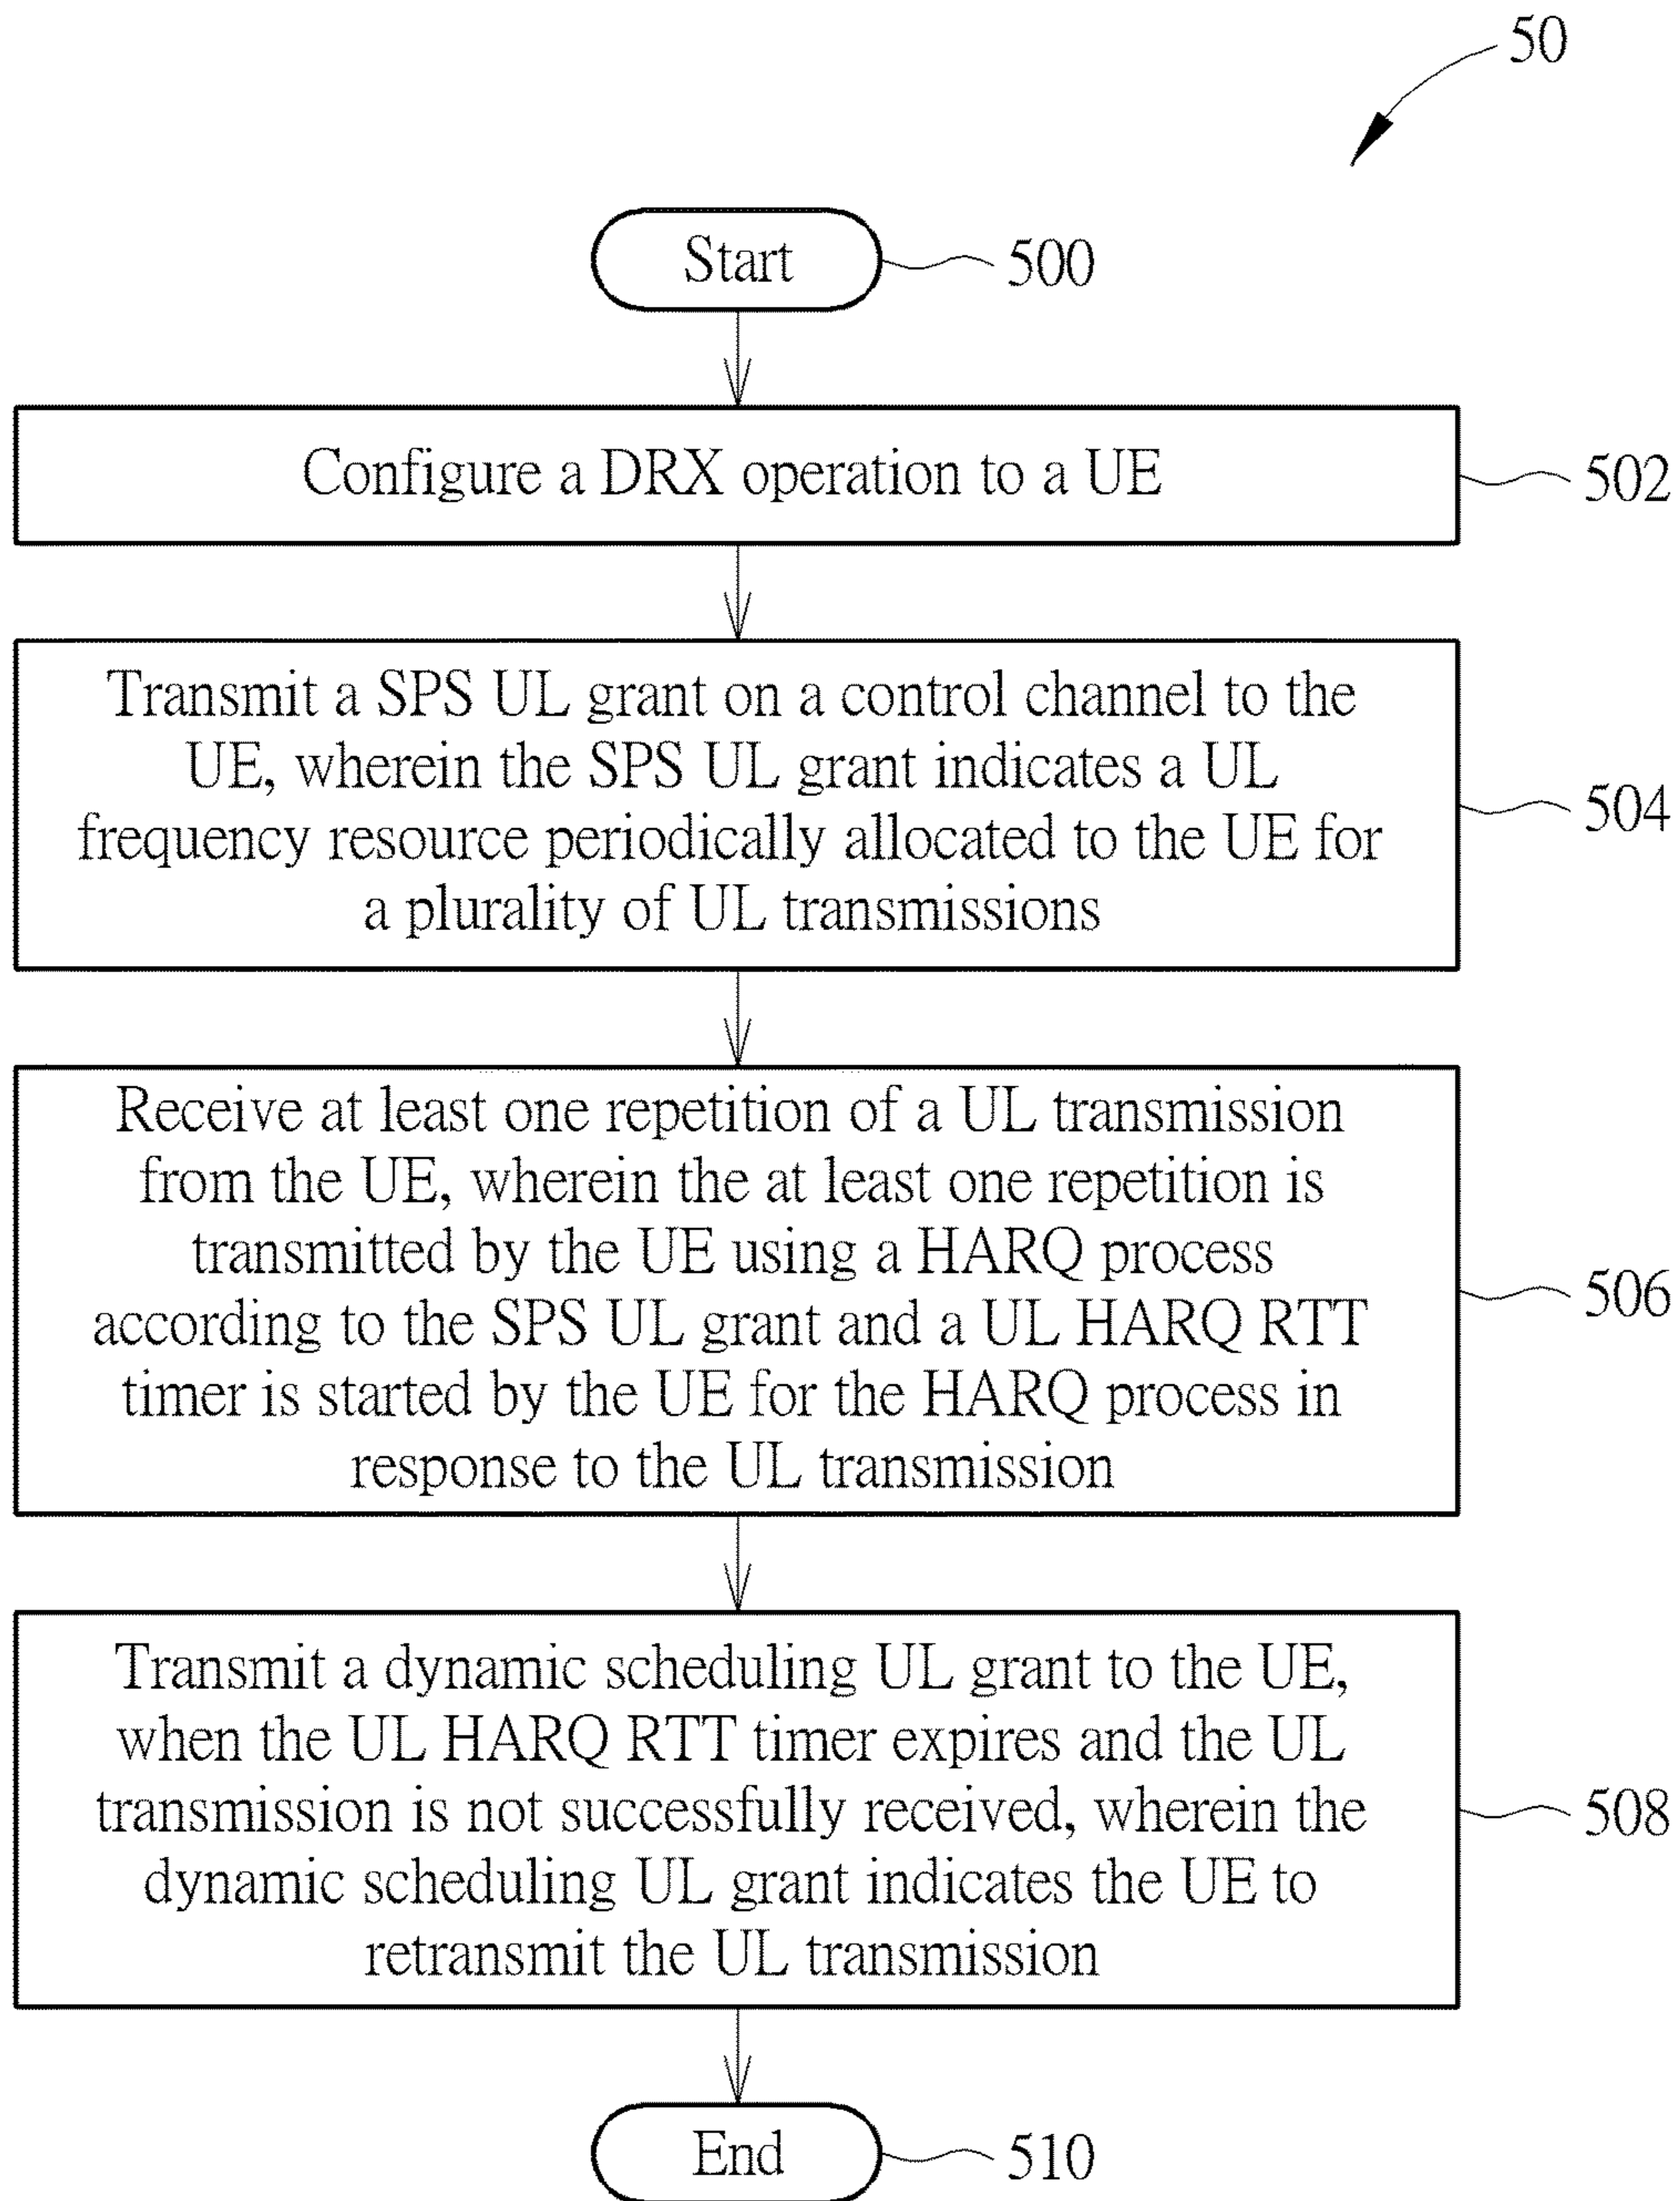 50
Start
500
Configure a DRX operation to a UE
502
Transmit a SPS UL grant on a control channel to the
UE, wherein the SPS UL grant indicates a UL
frequency resource periodically allocated to the UE for
a plurality of UL transmissions
504
Receive at least one repetition of a UL transmission
from the UE, wherein the at least one repetition is
transmitted by the UE using a HARQ process
according to the SPS UL grant and a UL HARQ RTT
timer is started by the UE for the HARQ process in
response to the UL transmission
506
Transmit a dynamic scheduling UL grant to the UE,
when the UL HARQ RTT timer expires and the UL
transmission is not successfully received, wherein the
dynamic scheduling UL grant indicates the UE to
retransmit the UL transmission
508
End
510